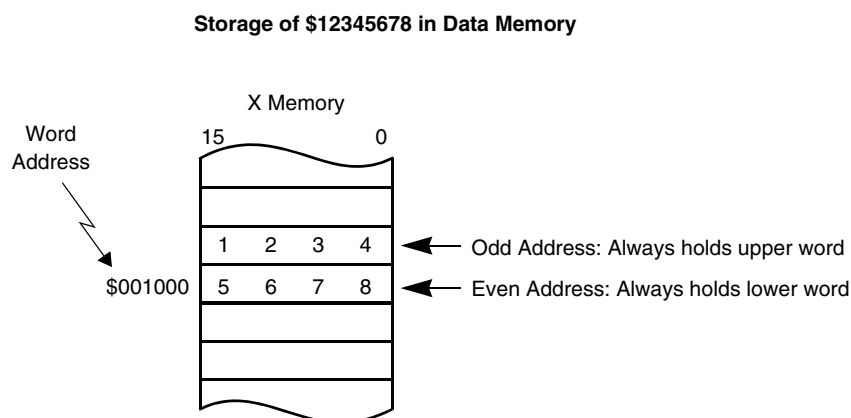 Storage of $12345678 in Data Memory
X Memory
15 0
Word
Address
1 2 3 4
Odd Address: Always holds upper word
$001000
5 6 7 8
Even Address: Always holds lower word